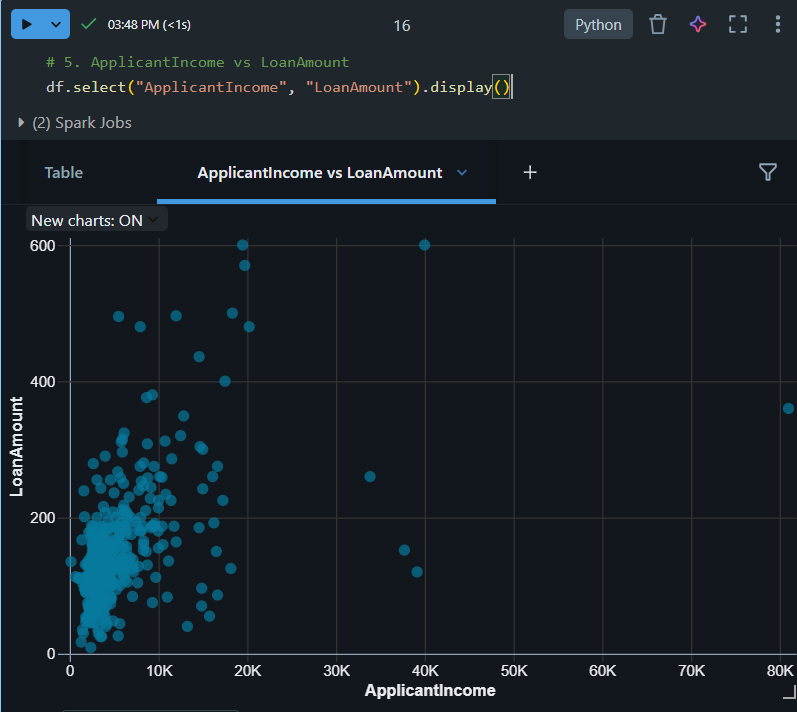 03:48 PM (<1s)
16
Python
# 5. ApplicantIncome vs LoanAmount
df.select("ApplicantIncome", "LoanAmount").display()
(2) Spark Jobs
Table
ApplicantIncome vs LoanAmount
+
New charts: ON
600
400
200
0
LoanAmount
0
10K
20K
30K
40K
50K
60K
70K
80K
ApplicantIncome